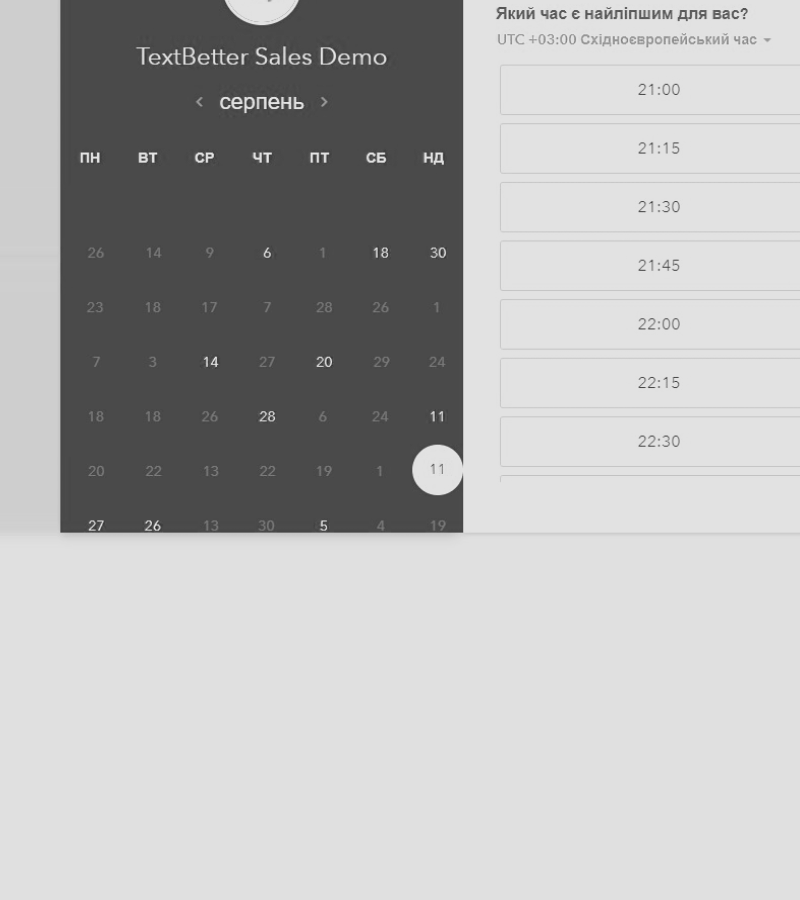 TextBetter Sales Demo
серпень
ПН ВТ СР ЧТ ПТ СБ НД
26 14 9 6 1 18 30
23 18 17 7 28 26 1
7 3 14 27 20 29 24
18 18 26 28 6 24 11
20 22 13 22 19 1 11
27 26 13 30 5 4 19
Який час є найліпшим для вас?
UTC +03:00 Східноєвропейський час
21:00
21:15
21:30
21:45
22:00
22:15
22:30